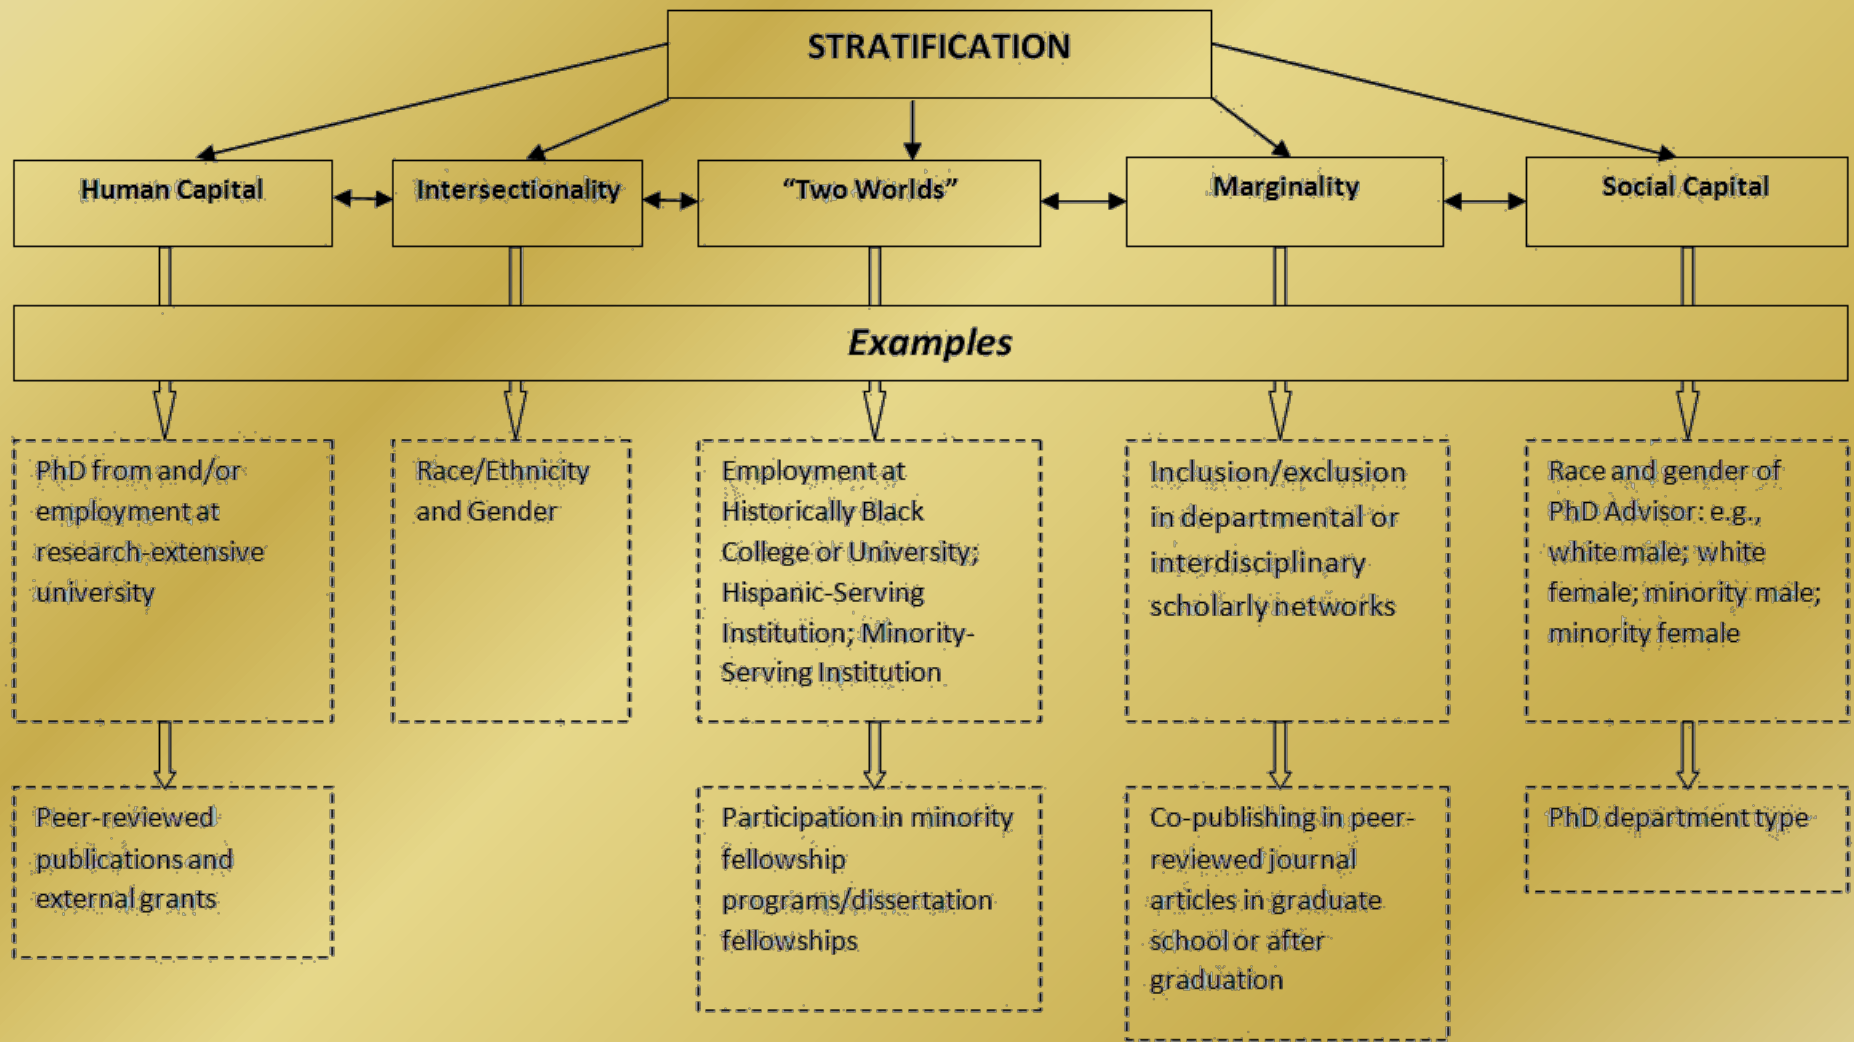 STRATIFICATION
Human Capital
Intersectionality
“Two Worlds”
Marginality
Social Capital
Examples
PhD from and/or
employment at
research-extensive
university
Race/Ethnicity
and Gender
Employment at
Historically Black
College or University;
Hispanic-Serving
Institution; Minority-
Serving Institution
Inclusion/exclusion
in departmental or
interdisciplinary
scholarly networks
Race and gender of
PhD Advisor: e.g.,
white male; white
female; minority male;
minority female
Peer-reviewed
publications and
external grants
Participation in minority
fellowship
programs/dissertation
fellowships
Co-publishing in peer-
reviewed journal
articles in graduate
school or after
graduation
PhD department type